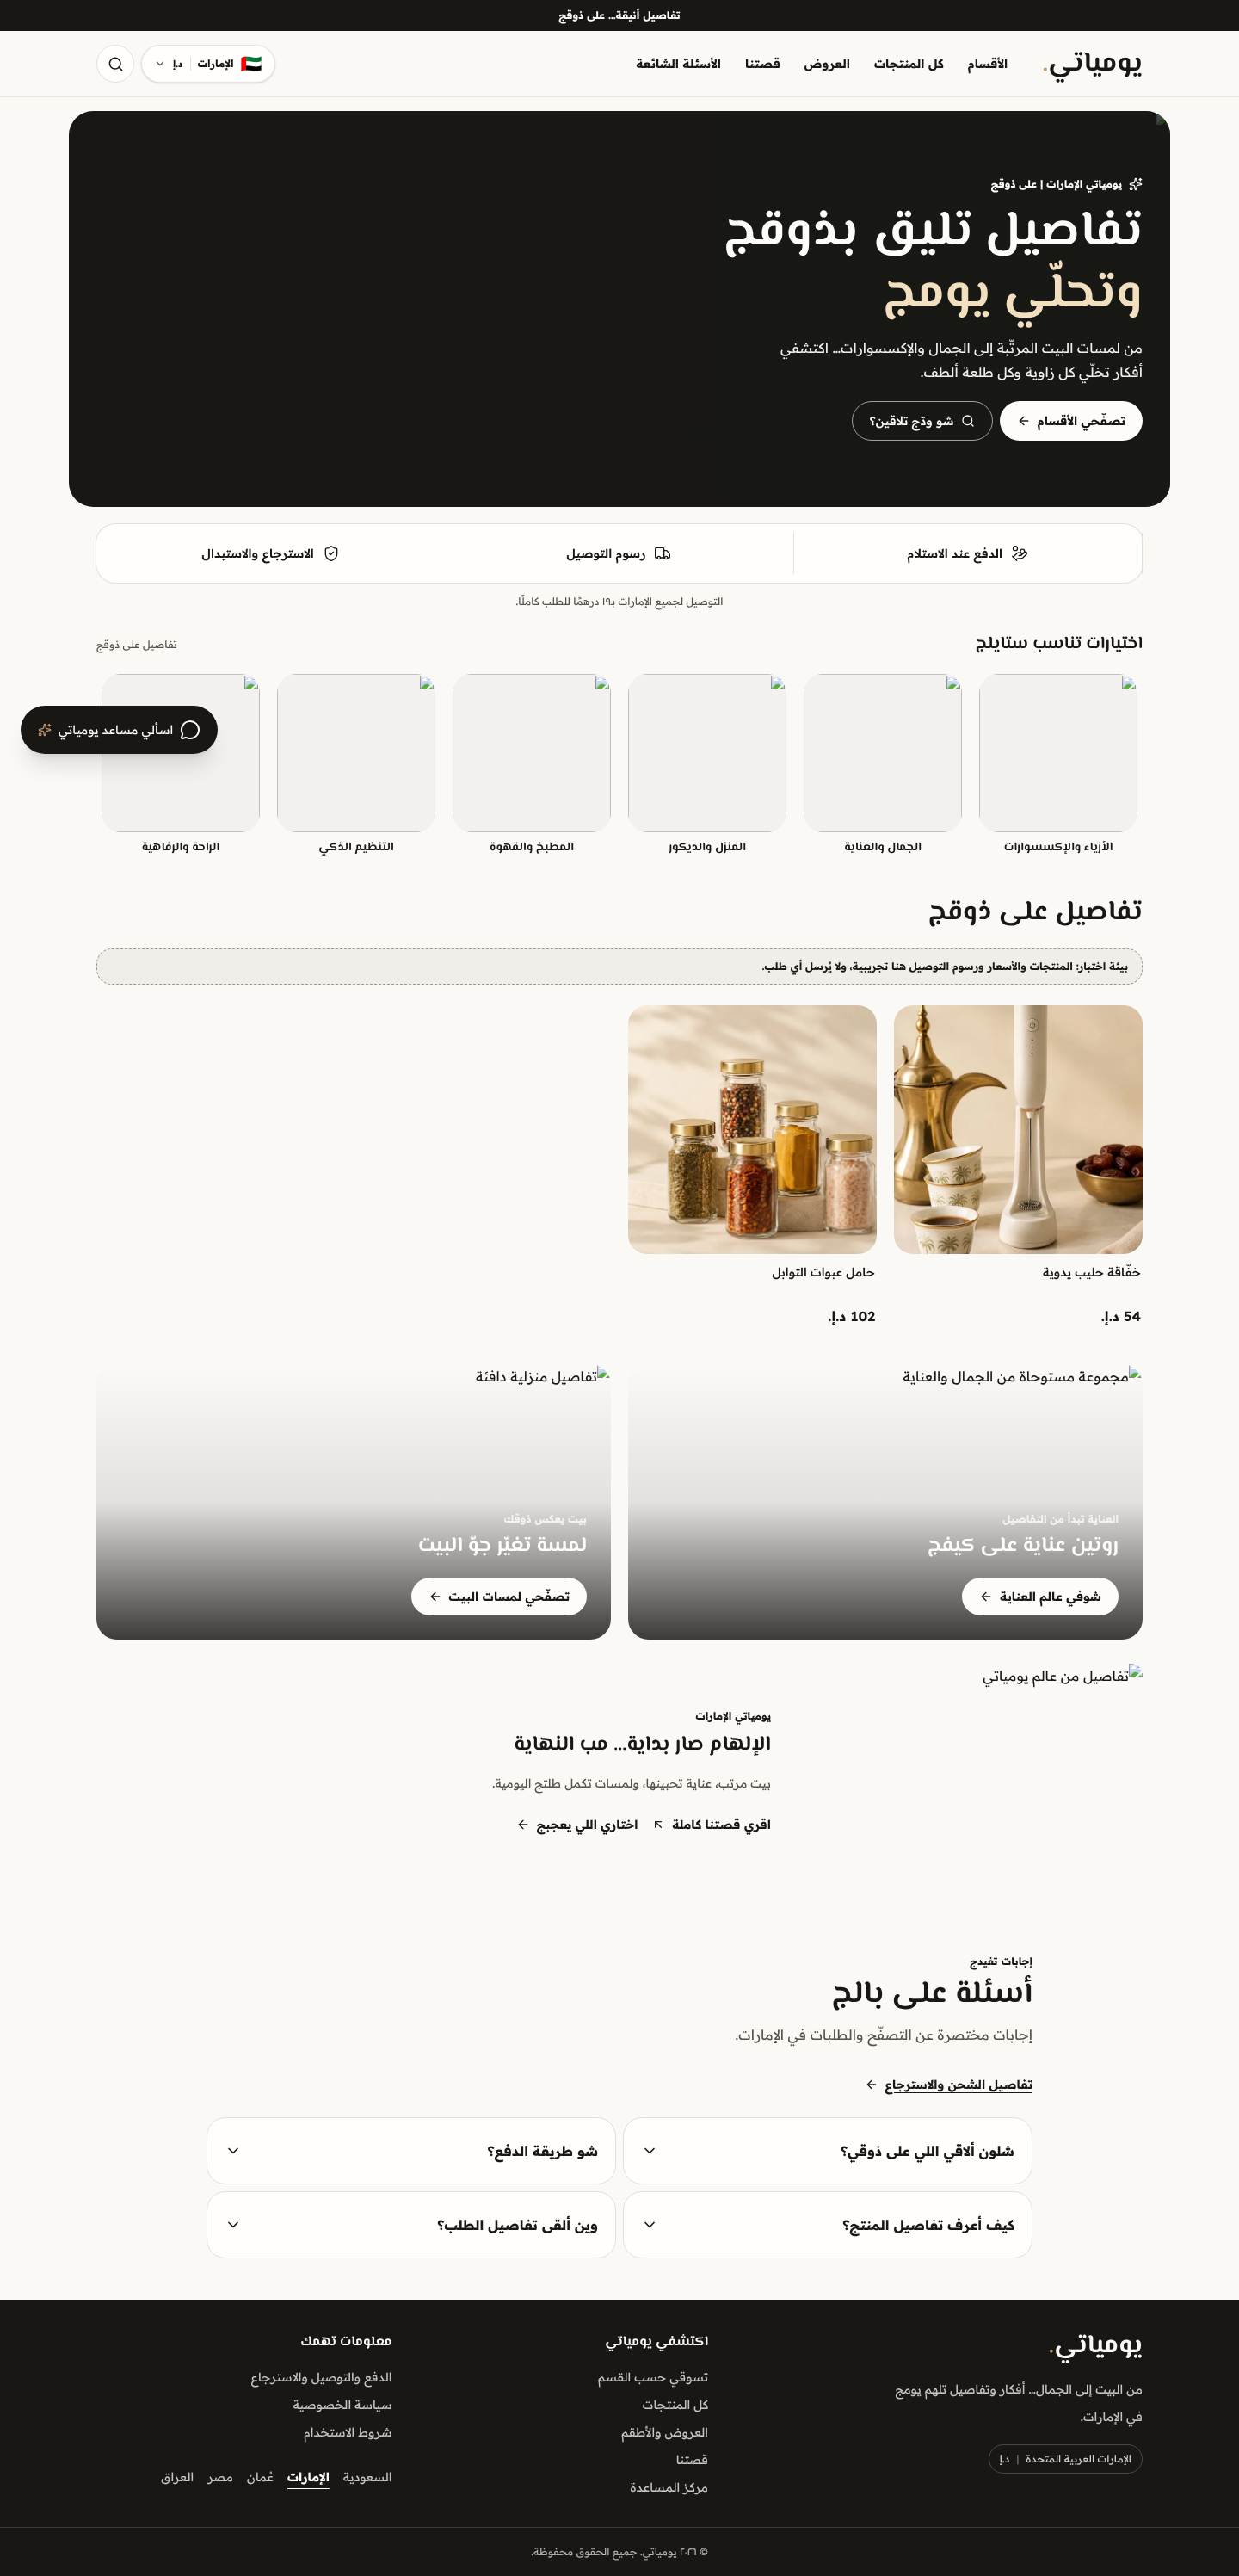 تفاصيل أنيقة... على ذوقج
يومياتي.
الأقسام
كل المنتجات
العروض
قصتنا
الأسئلة الشائعة
الإمارات د.إ
يومياتي الإمارات | على ذوقج
تفاصيل تليق بذوقج
وتحلّي يومج
من لمسات البيت المرتّبة إلى الجمال والإكسسوارات... اكتشفي
أفكار تخلّي كل زاوية وكل طلعة ألطف.
تصفّحي الأقسام
شو ودّج تلاقين؟
الدفع عند الاستلام
رسوم التوصيل
الاسترجاع والاستبدال
التوصيل لجميع الإمارات بـ١٩ درهمًا للطلب كاملًا.
اختيارات تناسب ستايلج
تفاصيل على ذوقج
اسألي مساعد يومياتي
الأزياء والإكسسوارات
الجمال والعناية
المنزل والديكور
المطبخ والقهوة
التنظيم الذكي
الراحة والرفاهية
تفاصيل على ذوقج
بيئة اختبار: المنتجات والأسعار ورسوم التوصيل هنا تجريبية، ولا يُرسل أي طلب.
خفّاقة حليب يدوية
54 د.إ.
حامل عبوات التوابل
102 د.إ.
مجموعة مستوحاة من الجمال والعناية
العناية تبدأ من التفاصيل
روتين عناية على كيفج
شوفي عالم العناية
تفاصيل منزلية دافئة
بيت يعكس ذوقك
لمسة تغيّر جوّ البيت
تصفّحي لمسات البيت
تفاصيل من عالم يومياتي
يومياتي الإمارات
الإلهام صار بداية... مب النهاية
بيت مرتب، عناية تحبينها، ولمسات تكمل طلتج اليومية.
اقري قصتنا كاملة
اختاري اللي يعجبج
إجابات تفيدج
أسئلة على بالج
إجابات مختصرة عن التصفّح والطلبات في الإمارات.
تفاصيل الشحن والاسترجاع
شلون ألاقي اللي على ذوقي؟
شو طريقة الدفع؟
كيف أعرف تفاصيل المنتج؟
وين ألقى تفاصيل الطلب؟
يومياتي.
من البيت إلى الجمال... أفكار وتفاصيل تلهم يومج
في الإمارات.
الإمارات العربية المتحدة | د.إ
اكتشفي يومياتي
تسوقي حسب القسم
كل المنتجات
العروض والأطقم
قصتنا
مركز المساعدة
معلومات تهمك
الدفع والتوصيل والاسترجاع
سياسة الخصوصية
شروط الاستخدام
السعودية الإمارات عُمان مصر العراق
© ٢٠٢٦ يومياتي. جميع الحقوق محفوظة.